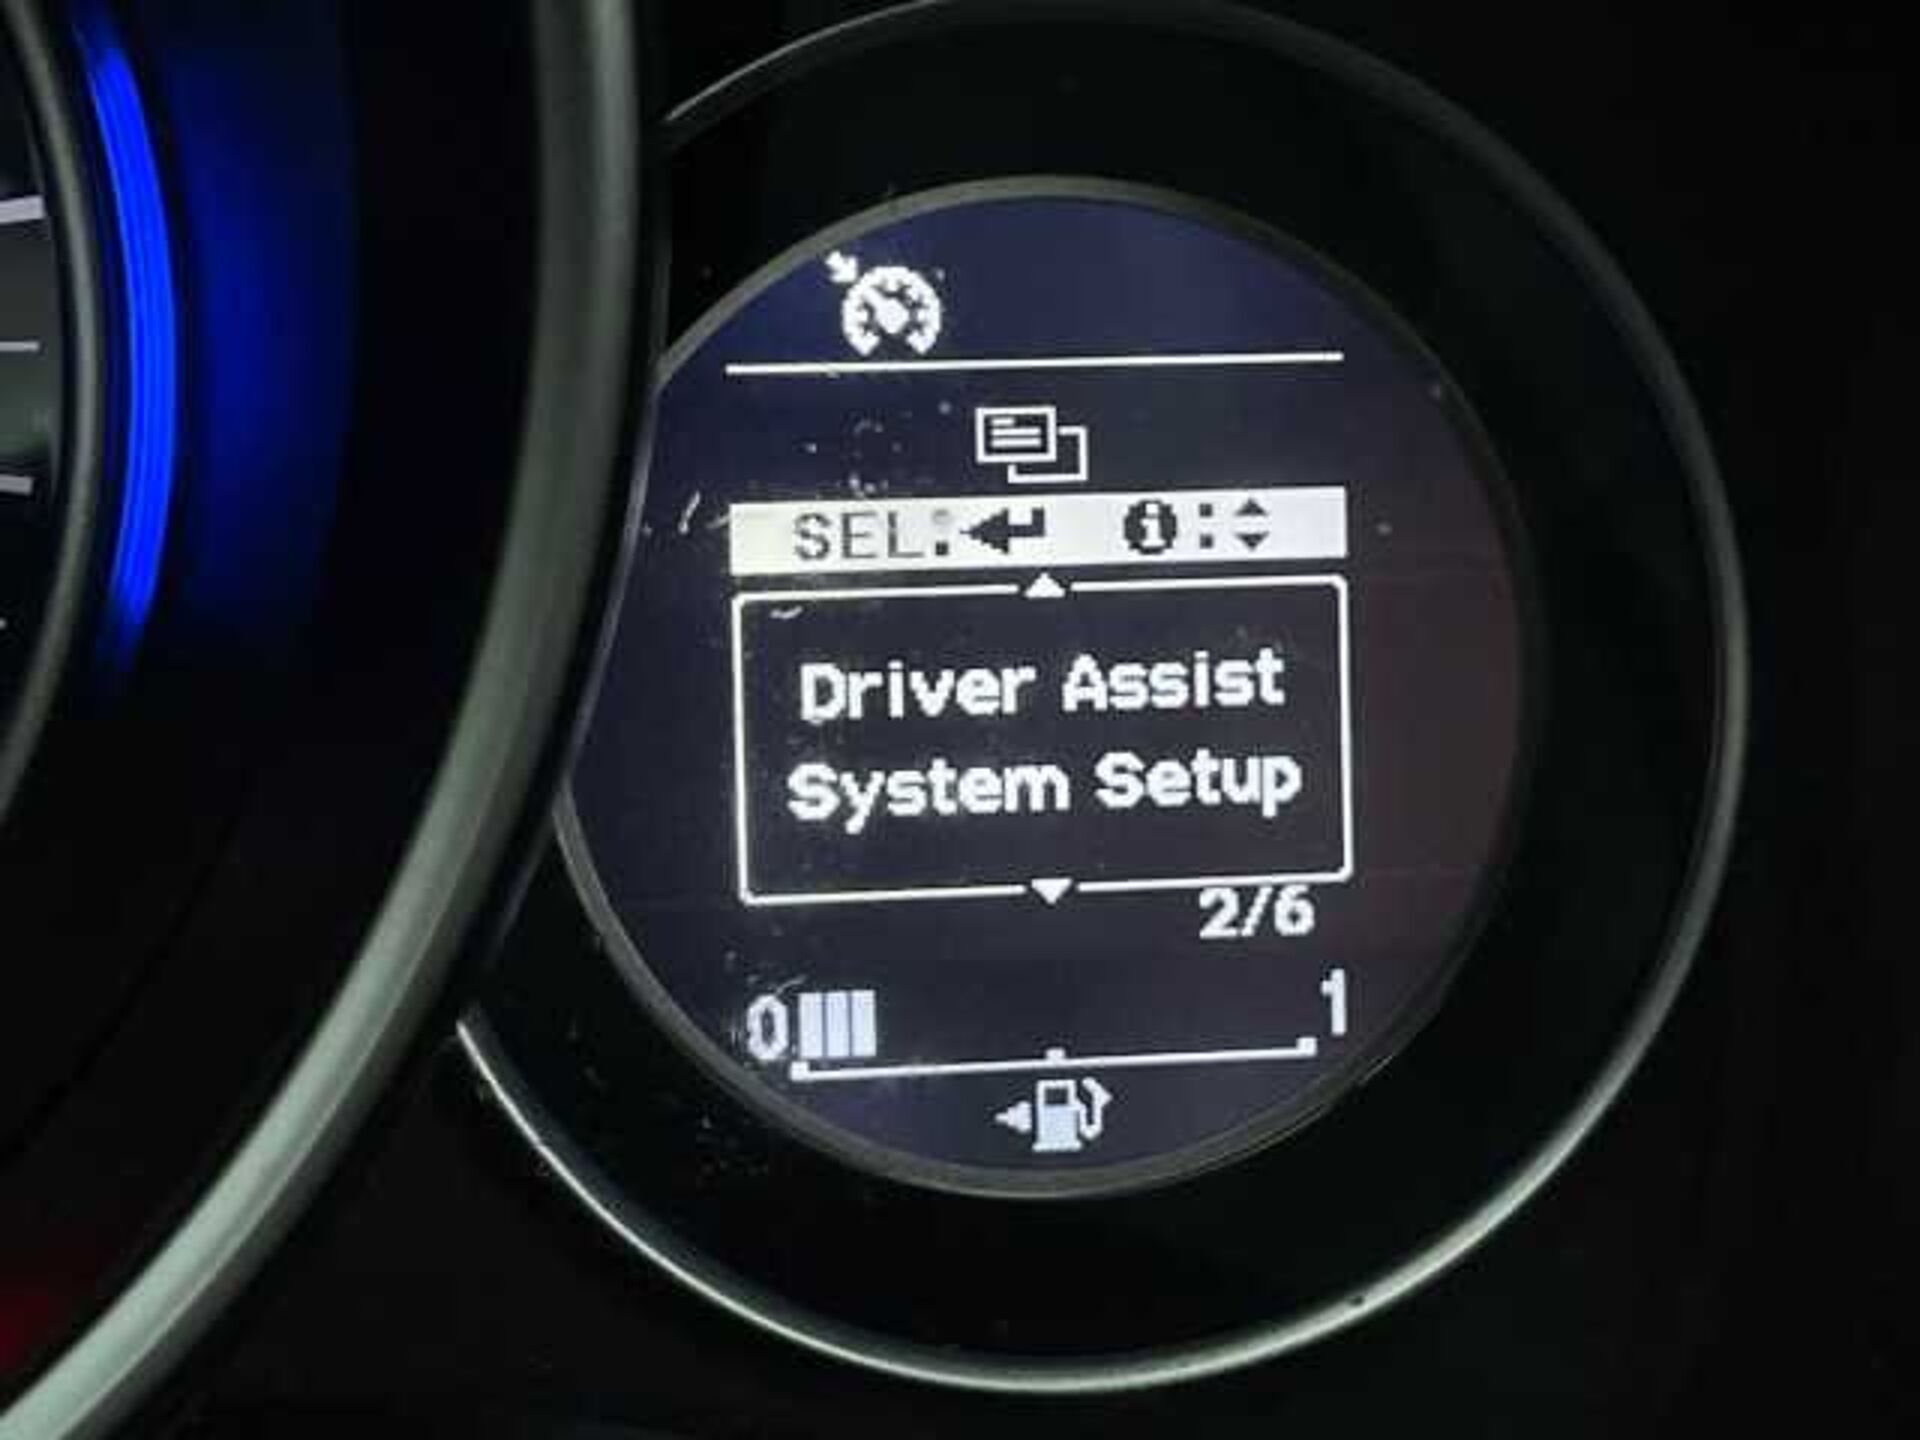 SEL:
:
Driver Assist
System Setup
2/6
0 1